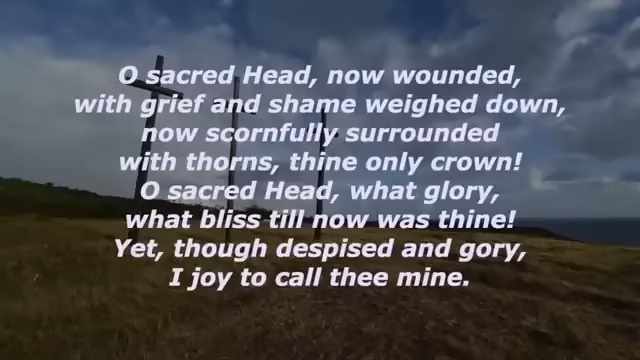 O sacred Head, now wounded,
with grief and shame weighed down,
now scornfully surrounded
with thorns, thine only crown!
O sacred Head, what glory,
what bliss till now was thine!
Yet, though despised and gory,
I joy to call thee mine.